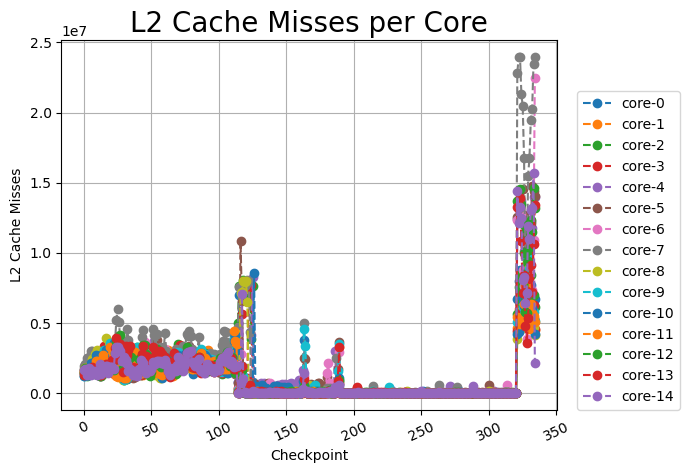 L2 Cache Misses per Core
1e7
2.5
2.0
1.5
1.0
0.5
0.0
L2 Cache Misses
0
50
100
150
200
250
300
350
Checkpoint
core-0
core-1
core-2
core-3
core-4
core-5
core-6
core-7
core-8
core-9
core-10
core-11
core-12
core-13
core-14